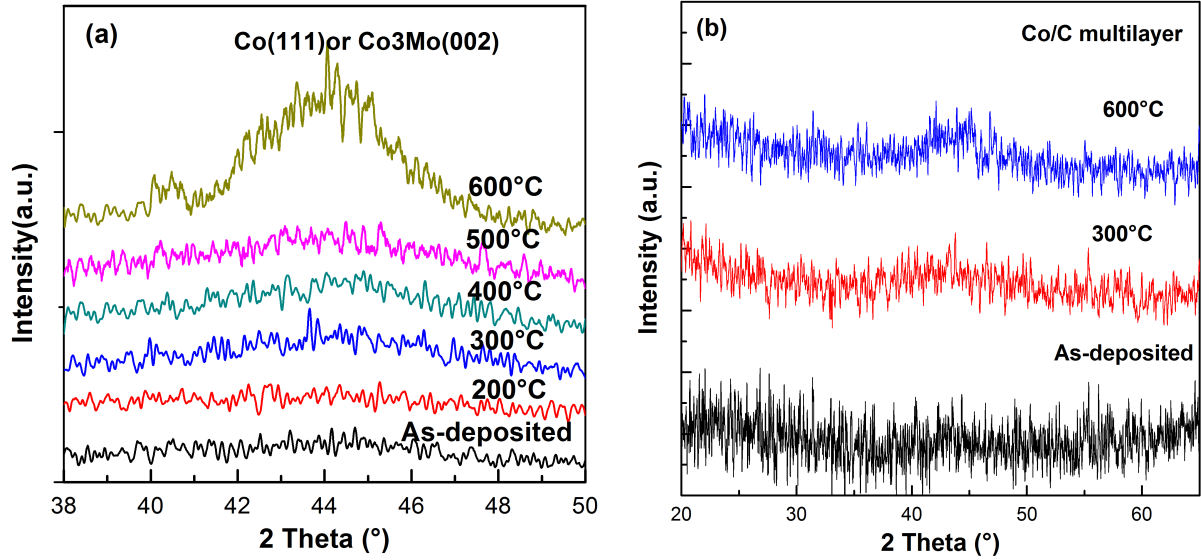 (a)
Co(111)or Co3Mo(002)
600°C
500°C
400°C
300°C
200°C
As-deposited
Intensity(a.u.)
38 40 42 44 46 48 50
2 Theta (°)
(b)
Co/C multilayer
600°C
300°C
As-deposited
Intensity (a.u.)
20 30 40 50 60
2 Theta (°)